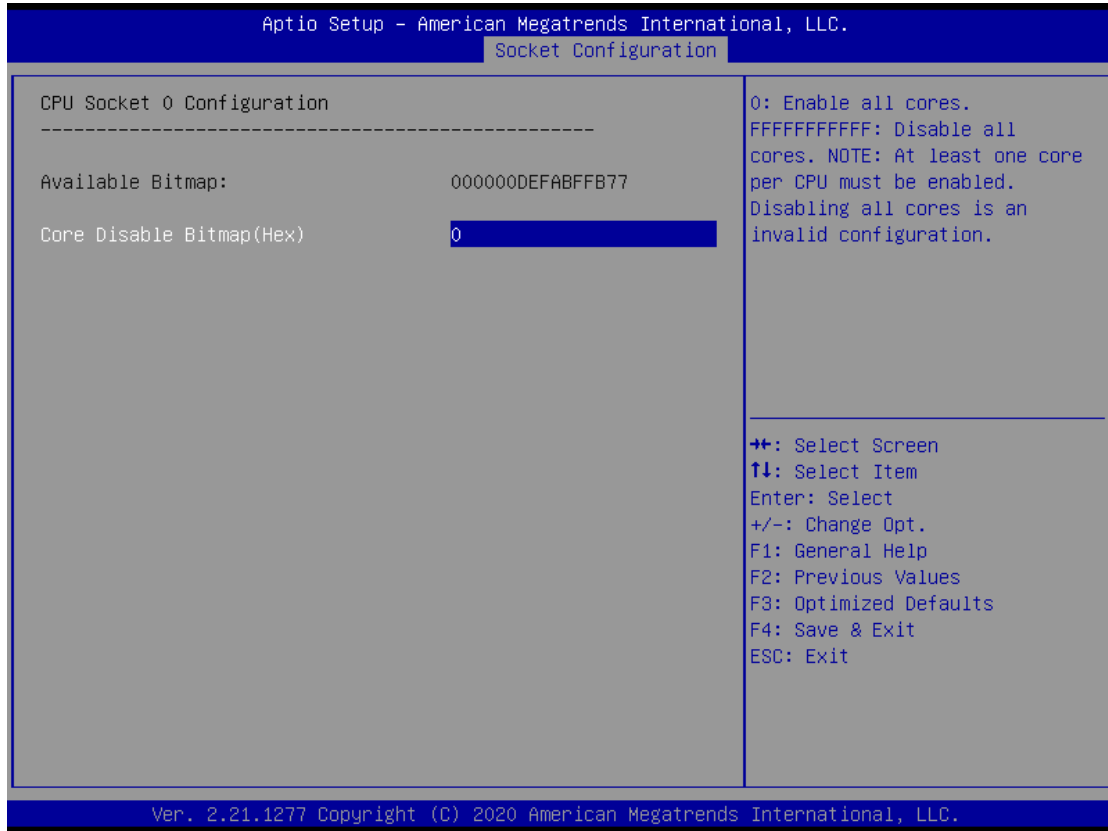 Aptio Setup – American Megatrends International, LLC.
Socket Configuration
CPU Socket 0 Configuration
--------------------------------------------------
Available Bitmap: 000000DEFABFFB77
Core Disable Bitmap(Hex) 0
0: Enable all cores.
FFFFFFFFFFF: Disable all
cores. NOTE: At least one core
per CPU must be enabled.
Disabling all cores is an
invalid configuration.
→←: Select Screen
↑↓: Select Item
Enter: Select
+/-: Change Opt.
F1: General Help
F2: Previous Values
F3: Optimized Defaults
F4: Save & Exit
ESC: Exit
Ver. 2.21.1277 Copyright (C) 2020 American Megatrends International, LLC.